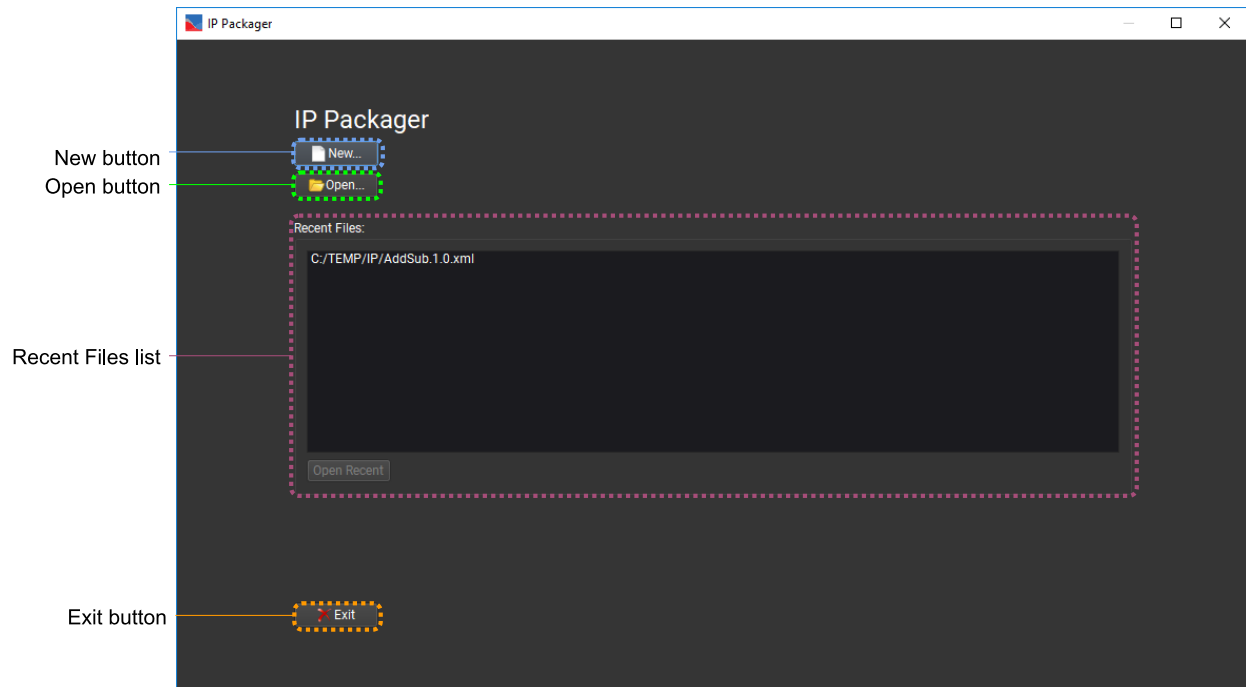 IP Packager
IP Packager
New button
New...
Open button
Open...
Recent Files:
C:/TEMP/IP/AddSub.1.0.xml
Recent Files list
Open Recent
Exit button
Exit